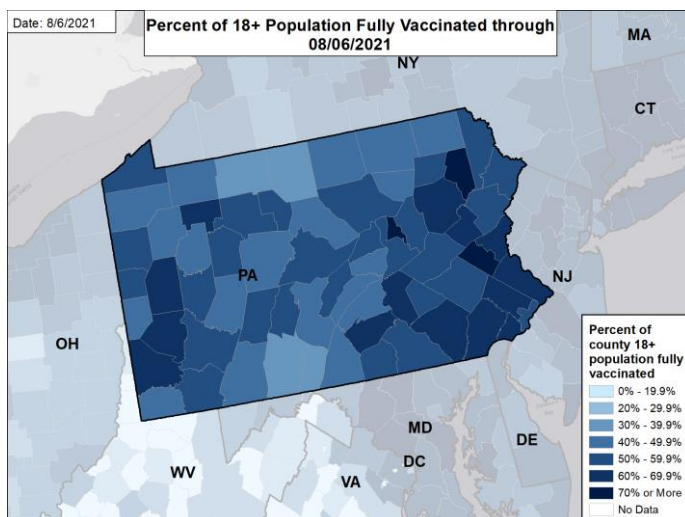 Date: 8/6/2021
Percent of 18+ Population Fully Vaccinated through
08/06/2021
MA
NY
CT
PA
NJ
OH
MD
DE
WV
DC
VA
Percent of
county 18+
population fully
vaccinated
0% - 19.9%
20% - 29.9%
30% - 39.9%
40% - 49.9%
50% - 59.9%
60% - 69.9%
70% or More
No Data